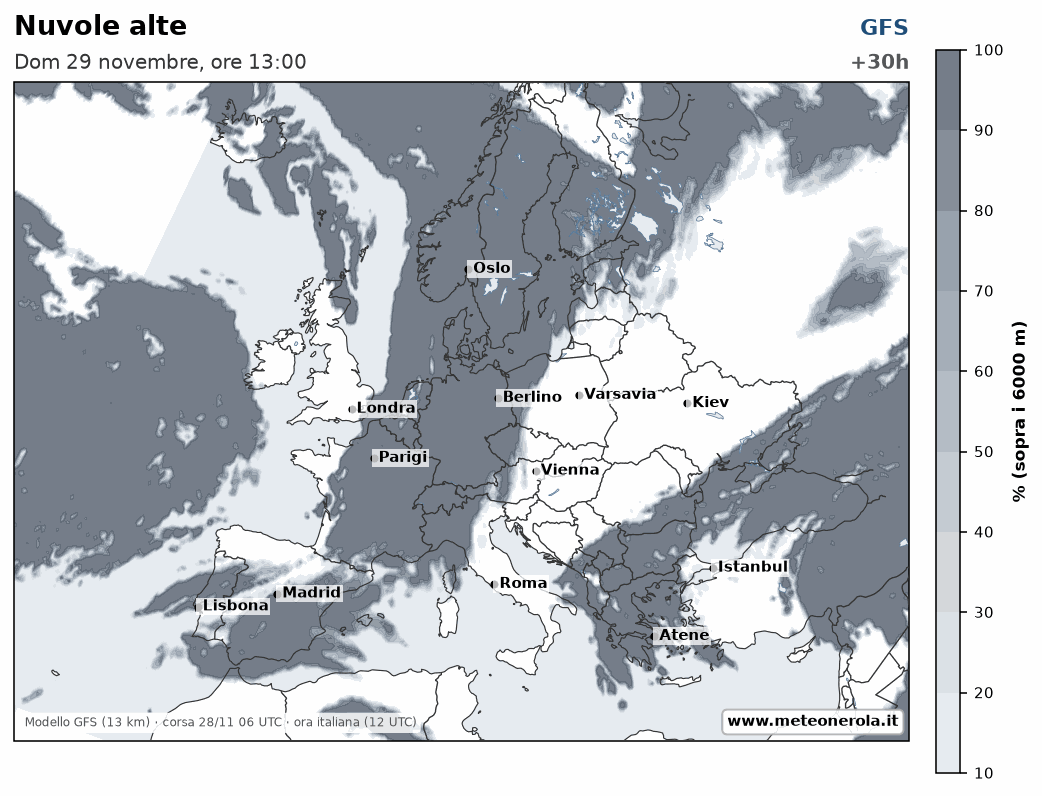 Nuvole alte
GFS
Dom 29 novembre, ore 13:00
+30h
100
90
80
70
60
50
40
30
20
10
% (sopra i 6000 m)
Oslo
Berlino
Varsavia
Kiev
Londra
Parigi
Vienna
Istanbul
Roma
Madrid
Lisbona
Atene
Modello GFS (13 km) · corsa 28/11 06 UTC · ora italiana (12 UTC)
www.meteonerola.it